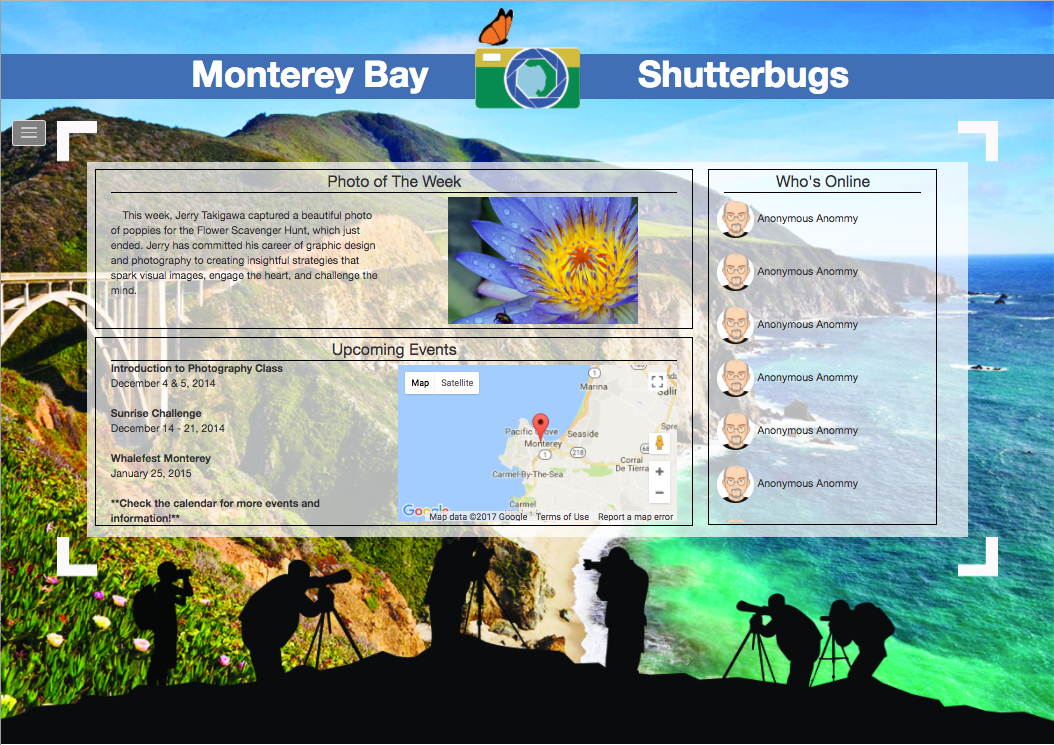 Monterey Bay
Shutterbugs
Photo of The Week
This week, Jerry Takigawa captured a beautiful photo
of poppies for the Flower Scavenger Hunt, which just
ended. Jerry has committed his career of graphic design
and photography to creating insightful strategies that
spark visual images, engage the heart, and challenge the
mind.
Upcoming Events
Introduction to Photography Class
December 4 & 5, 2014
Sunrise Challenge
December 14 - 21, 2014
Whalefest Monterey
January 25, 2015
**Check the calendar for more events and
information!**
Map
Satellite
1
Marina
Pacific Grove
Seaside
Monterey
1
218
68
Corral
De Tierra
Carmel-By-The-Sea
Carmel
Google
Map data ©2017 Google
Terms of Use
Report a map error
Who's Online
Anonymous Anommy
Anonymous Anommy
Anonymous Anommy
Anonymous Anommy
Anonymous Anommy
Anonymous Anommy